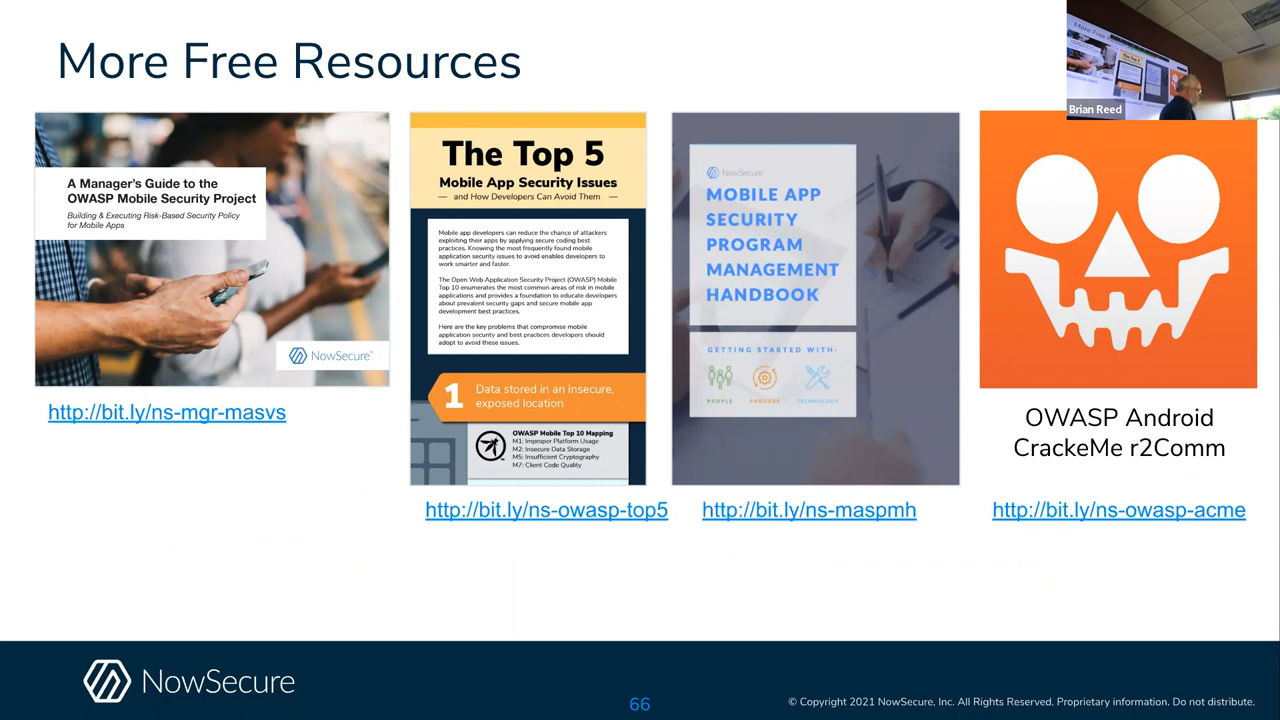 More Free Resources
Brian Reed
A Manager's Guide to the
OWASP Mobile Security Project
Building & Executing Risk-Based Security Policy
for Mobile Apps
NowSecure™
http://bit.ly/ns-mgr-masvs
The Top 5
Mobile App Security Issues
— and How Developers Can Avoid Them —
Mobile app developers can reduce the chance of attackers
exploiting their apps by applying secure coding best
practices. Knowing the most frequently found mobile
application security issues to avoid enables developers to
work smarter and faster.
The Open Web Application Security Project (OWASP) Mobile
Top 10 enumerates the most common areas of risk in mobile
applications and provides a foundation to educate developers
about prevalent security gaps and secure mobile app
development best practices.
Here are the key problems that compromise mobile
application security and best practices developers should
adopt to avoid these issues.
1 Data stored in an insecure,
exposed location
OWASP Mobile Top 10 Mapping
M1: Improper Platform Usage
M2: Insecure Data Storage
M5: Insufficient Cryptography
M7: Client Code Quality
http://bit.ly/ns-owasp-top5
NowSecure
MOBILE APP
SECURITY
PROGRAM
MANAGEMENT
HANDBOOK
GETTING STARTED WITH:
PEOPLE PROCESS TECHNOLOGY
http://bit.ly/ns-maspmh
OWASP Android
CrackeMe r2Comm
http://bit.ly/ns-owasp-acme
NowSecure
66
© Copyright 2021 NowSecure, Inc. All Rights Reserved. Proprietary information. Do not distribute.